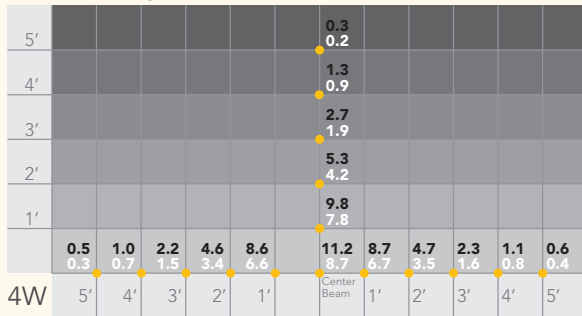 0.3
5′ 0.2
1.3
4′ 0.9
2.7
3′ 1.9
5.3
2′ 4.2
9.8
1′ 7.8
0.5 1.0 2.2 4.6 8.6 11.2 8.7 4.7 2.3 1.1 0.6
0.3 0.7 1.5 3.4 6.6 8.7 6.7 3.5 1.6 0.8 0.4
4W 5′ 4′ 3′ 2′ 1′ Center 1′ 2′ 3′ 4′ 5′
Beam